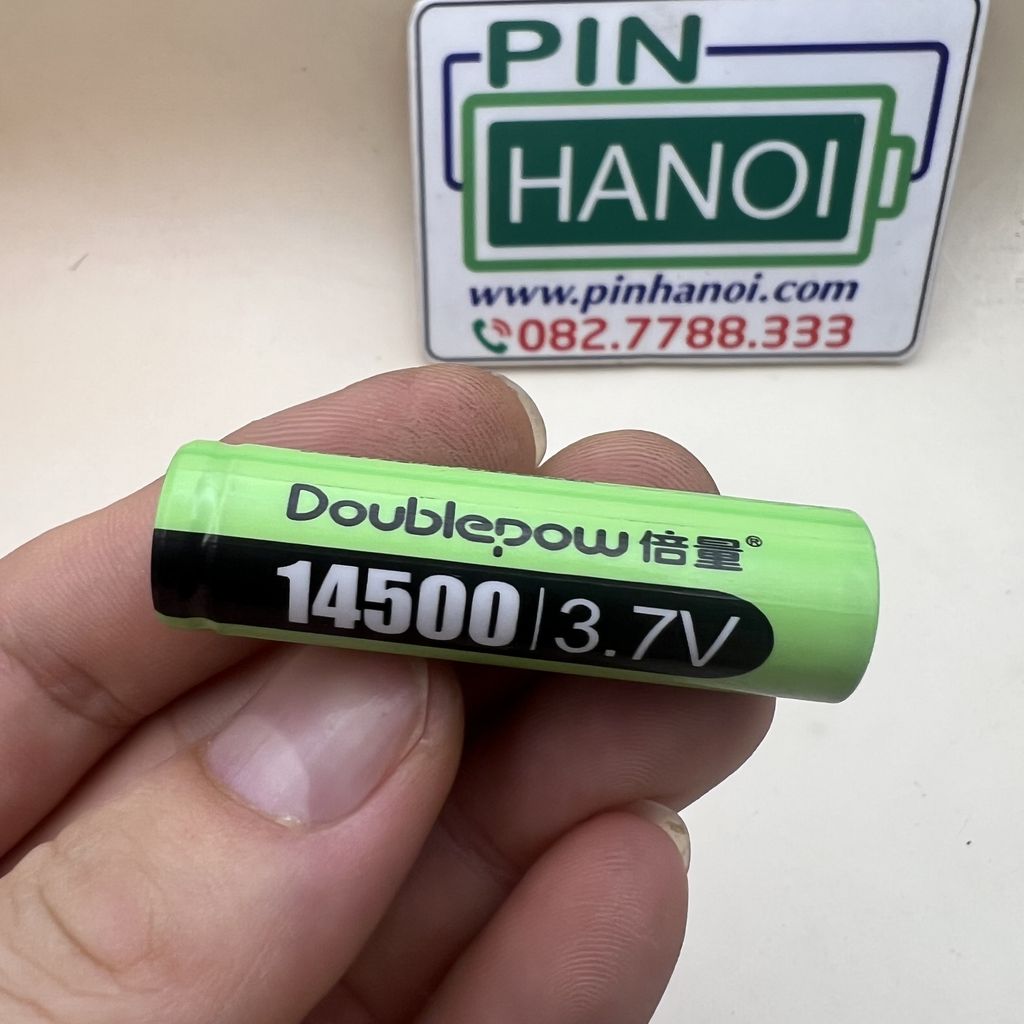 PIN
HANOI
www.pinhanoi.com
082.7788.333
Doublepow 倍量®
14500|3.7V